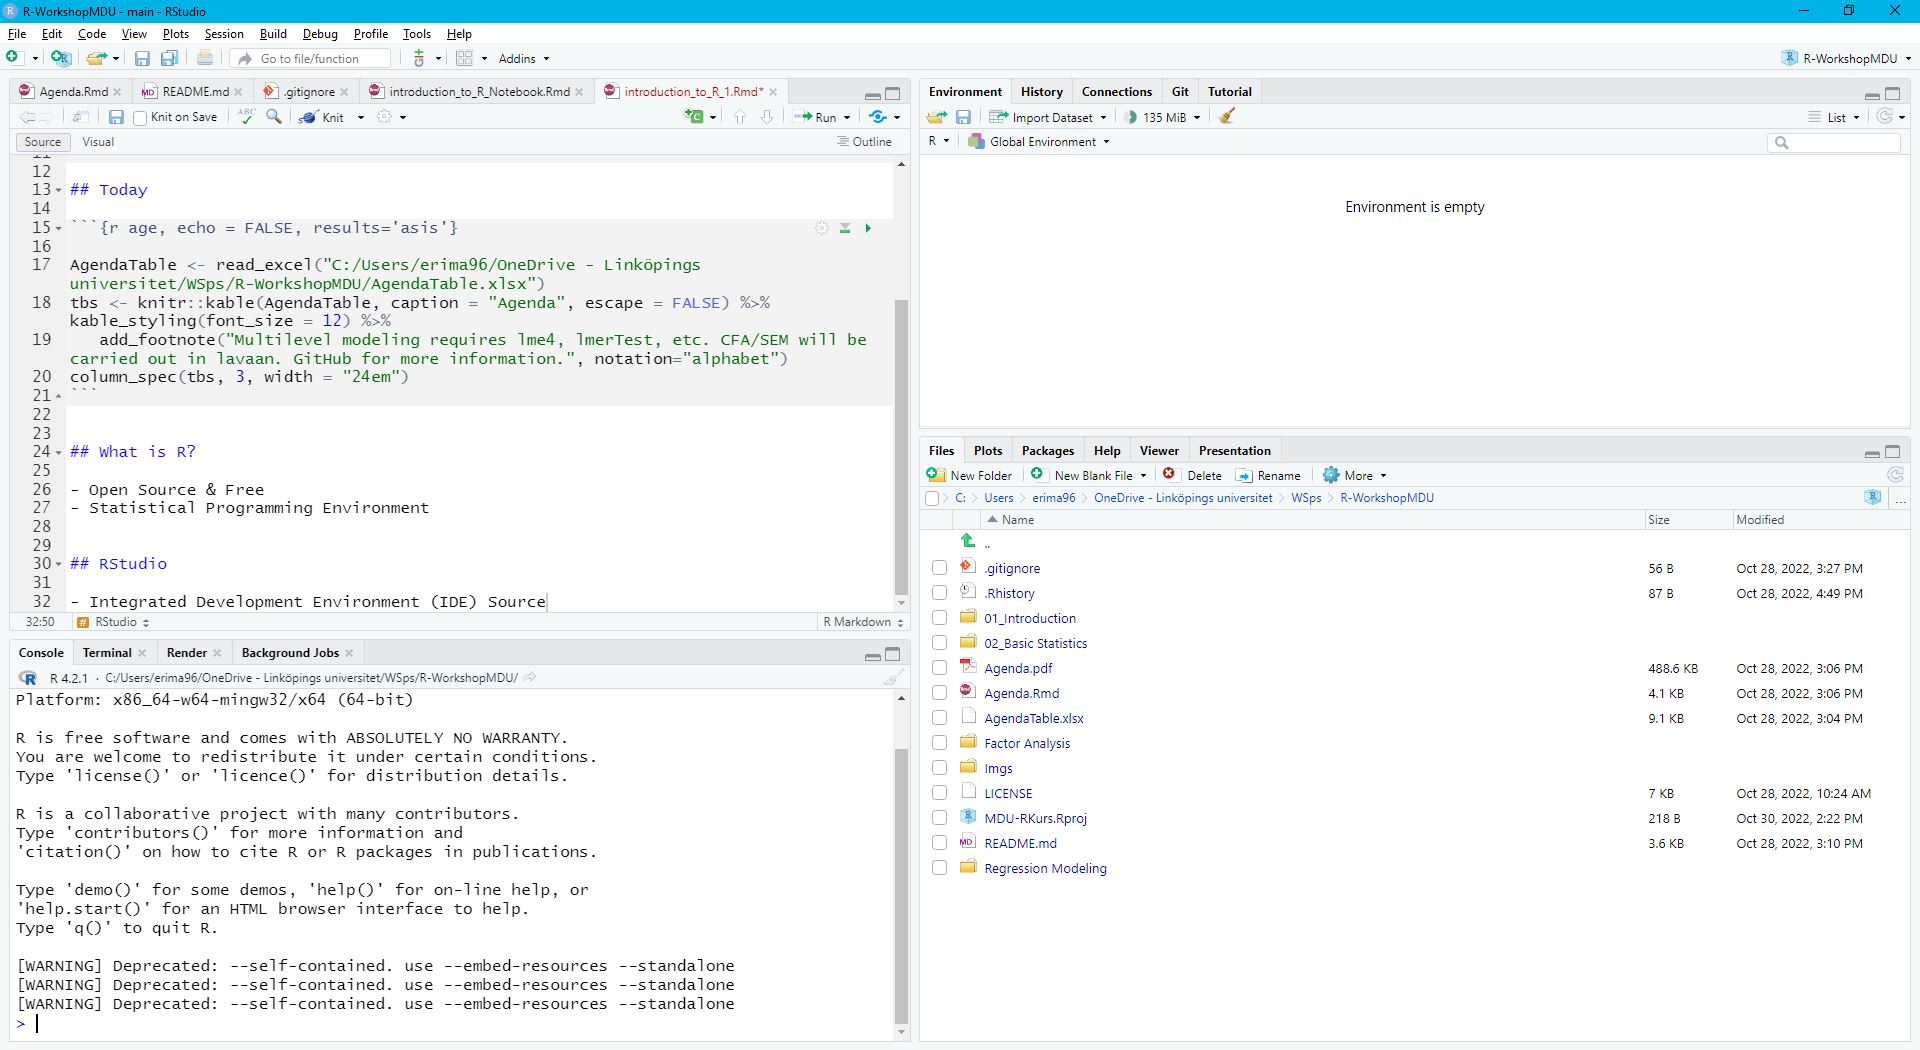 R-WorkshopMDU - main - RStudio
File Edit Code View Plots Session Build Debug Profile Tools Help
Go to file/function Addins R-WorkshopMDU
Agenda.Rmd README.md .gitignore introduction_to_R_Notebook.Rmd introduction_to_R_1.Rmd*
Knit on Save Knit Run
Source Visual Outline
11
12
13 ## Today
14
15 ```{r age, echo = FALSE, results='asis'}
16
17 AgendaTable <- read_excel("C:/Users/erima96/OneDrive - Linköpings
universitet/WSps/R-WorkshopMDU/AgendaTable.xlsx")
18 tbs <- knitr::kable(AgendaTable, caption = "Agenda", escape = FALSE) %>%
kable_styling(font_size = 12) %>%
19 add_footnote("Multilevel modeling requires lme4, lmerTest, etc. CFA/SEM will be
carried out in lavaan. GitHub for more information.", notation="alphabet")
20 column_spec(tbs, 3, width = "24em")
21 ```
22
23
24 ## What is R?
25
26 - Open Source & Free
27 - Statistical Programming Environment
28
29
30 ## RStudio
31
32 - Integrated Development Environment (IDE) Source
32:50 # RStudio R Markdown
Console Terminal Render Background Jobs
R R 4.2.1 · C:/Users/erima96/OneDrive - Linköpings universitet/WSps/R-WorkshopMDU/
Platform: x86_64-w64-mingw32/x64 (64-bit)
R is free software and comes with ABSOLUTELY NO WARRANTY.
You are welcome to redistribute it under certain conditions.
Type 'license()' or 'licence()' for distribution details.
R is a collaborative project with many contributors.
Type 'contributors()' for more information and
'citation()' on how to cite R or R packages in publications.
Type 'demo()' for some demos, 'help()' for on-line help, or
'help.start()' for an HTML browser interface to help.
Type 'q()' to quit R.
[WARNING] Deprecated: --self-contained. use --embed-resources --standalone
[WARNING] Deprecated: --self-contained. use --embed-resources --standalone
[WARNING] Deprecated: --self-contained. use --embed-resources --standalone
>
Environment History Connections Git Tutorial
Import Dataset 135 MiB List
R Global Environment
Environment is empty
Files Plots Packages Help Viewer Presentation
New Folder New Blank File Delete Rename More
C: Users erima96 OneDrive - Linköpings universitet WSps R-WorkshopMDU ...
Name Size Modified
..
.gitignore 56 B Oct 28, 2022, 3:27 PM
.Rhistory 87 B Oct 28, 2022, 4:49 PM
01_Introduction
02_Basic Statistics
Agenda.pdf 488.6 KB Oct 28, 2022, 3:06 PM
Agenda.Rmd 4.1 KB Oct 28, 2022, 3:06 PM
AgendaTable.xlsx 9.1 KB Oct 28, 2022, 3:04 PM
Factor Analysis
Imgs
LICENSE 7 KB Oct 28, 2022, 10:24 AM
MDU-RKurs.Rproj 218 B Oct 30, 2022, 2:22 PM
README.md 3.6 KB Oct 28, 2022, 3:10 PM
Regression Modeling